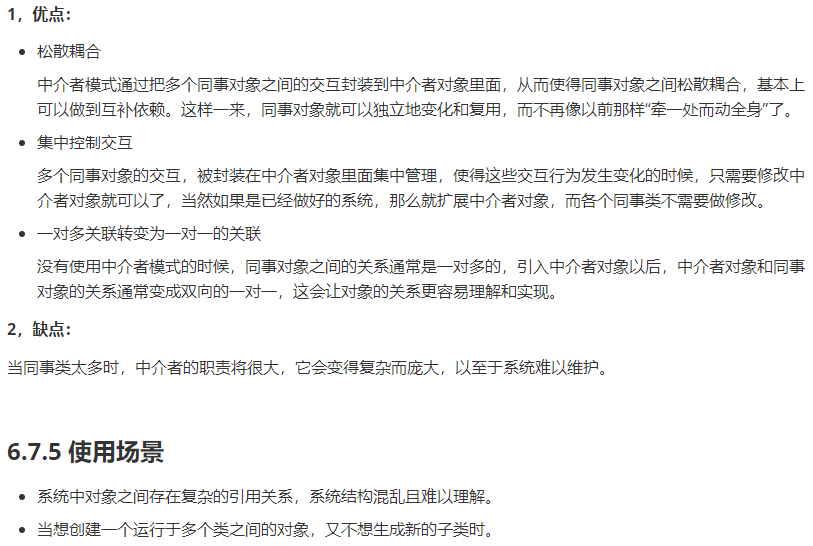 1，优点：
松散耦合
中介者模式通过把多个同事对象之间的交互封装到中介者对象里面，从而使得同事对象之间松散耦合，基本上
可以做到互补依赖。这样一来，同事对象就可以独立地变化和复用，而不再像以前那样“牵一处而动全身”了。
集中控制交互
多个同事对象的交互，被封装在中介者对象里面集中管理，使得这些交互行为发生变化的时候，只需要修改中
介者对象就可以了，当然如果是已经做好的系统，那么就扩展中介者对象，而各个同事类不需要做修改。
一对多关联转变为一对一的关联
没有使用中介者模式的时候，同事对象之间的关系通常是一对多的，引入中介者对象以后，中介者对象和同事
对象的关系通常变成双向的一对一，这会让对象的关系更容易理解和实现。
2，缺点：
当同事类太多时，中介者的职责将很大，它会变得复杂而庞大，以至于系统难以维护。
6.7.5 使用场景
系统中对象之间存在复杂的引用关系，系统结构混乱且难以理解。
当想创建一个运行于多个类之间的对象，又不想生成新的子类时。